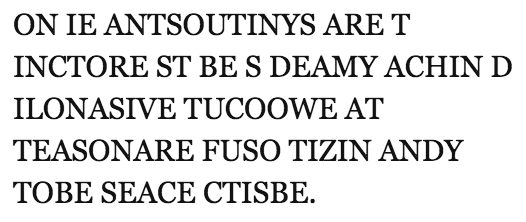 ON IE ANTSOUTINYS ARE T
INCTORE ST BE S DEAMY ACHIN D
ILONASIVE TUCOOWE AT
TEASONARE FUSO TIZIN ANDY
TOBE SEACE CTISBE.